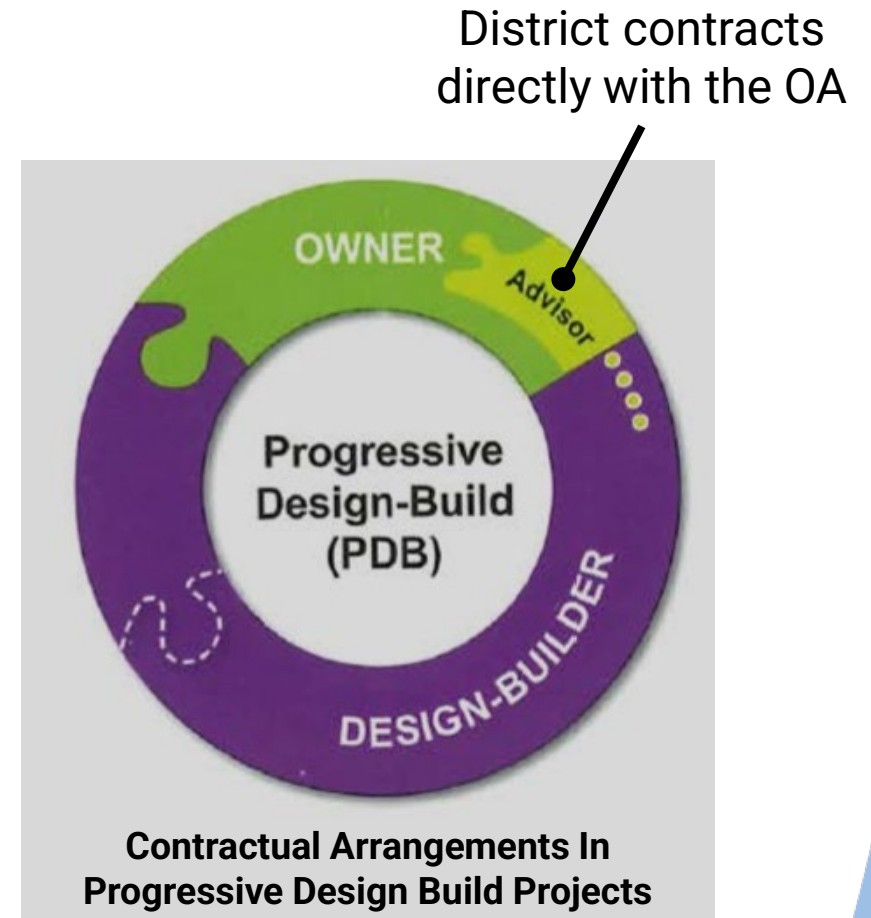 District contracts
directly with the OA
OWNER
Advisor
Progressive
Design-Build
(PDB)
DESIGN-BUILDER
Contractual Arrangements In
Progressive Design Build Projects